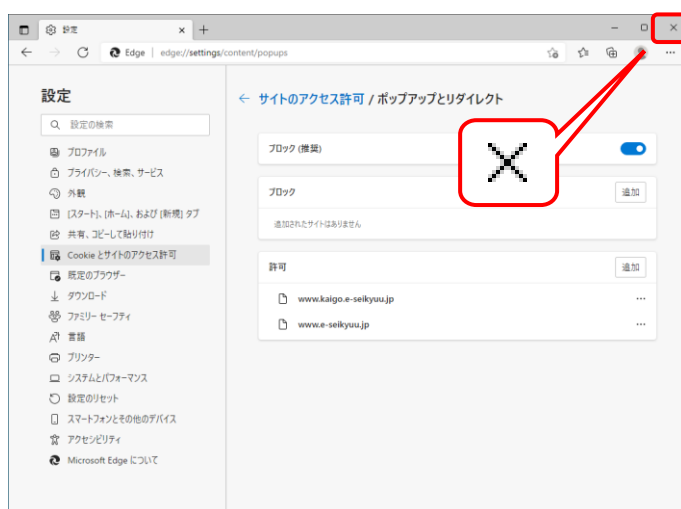 設定
Edge | edge://settings/content/popups
設定
設定の検索
プロファイル
プライバシー、検索、サービス
外観
[スタート]、[ホーム]、および [新規] タブ
共有、コピーして貼り付け
Cookie とサイトのアクセス許可
既定のブラウザー
ダウンロード
ファミリー セーフティ
言語
プリンター
システムとパフォーマンス
設定のリセット
スマートフォンとその他のデバイス
アクセシビリティ
Microsoft Edge について
サイトのアクセス許可 / ポップアップとリダイレクト
ブロック (推奨)
ブロック
追加
追加されたサイトはありません
許可
追加
www.kaigo.e-seikyuu.jp
www.e-seikyuu.jp